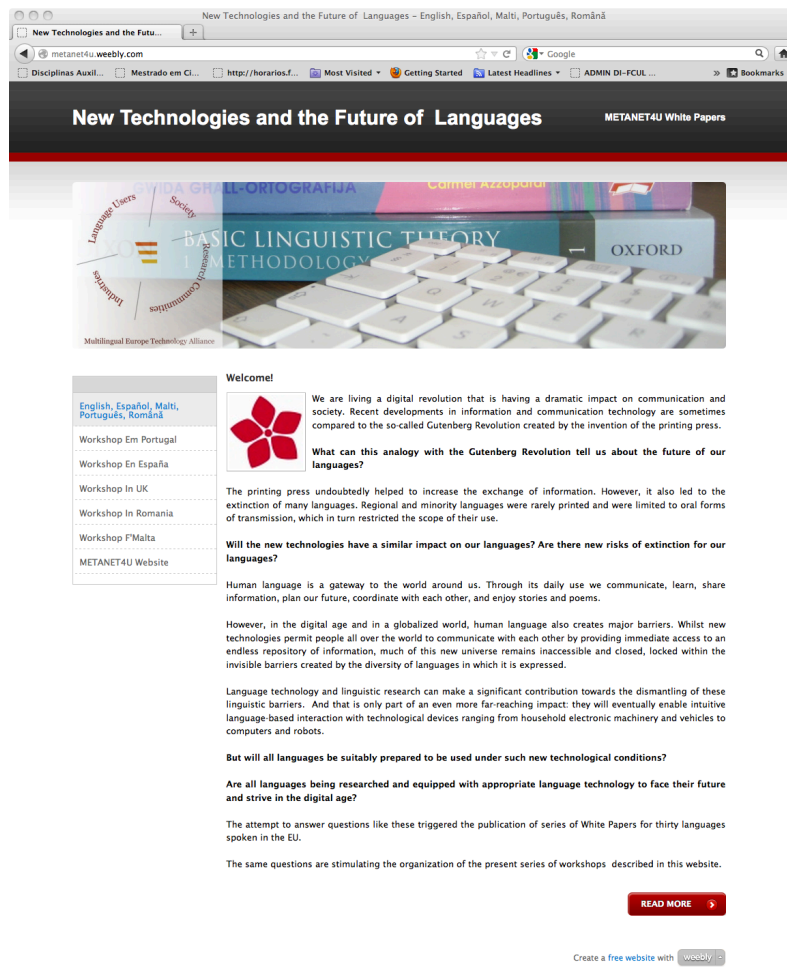 New Technologies and the Future of Languages – English, Español, Malti, Português, Română
New Technologies and the Futu...
metanet4u.weebly.com
Google
Disciplinas Auxil...
Mestrado em Ci...
http://horarios.f...
Most Visited
Getting Started
Latest Headlines
ADMIN DI-FCUL ...
Bookmarks
New Technologies and the Future of Languages
METANET4U White Papers
GWIDA GHALL-ORTOGRAFIJA
Carmel Azzopardi
BASIC LINGUISTIC THEORY
1 METHODOLOGY
OXFORD
Language Users
Society
Research Communities
Industries
Multilingual Europe Technology Alliance
English, Español, Malti,
Português, Română
Workshop Em Portugal
Workshop En España
Workshop In UK
Workshop In Romania
Workshop F'Malta
METANET4U Website
Welcome!
We are living a digital revolution that is having a dramatic impact on communication and
society. Recent developments in information and communication technology are sometimes
compared to the so-called Gutenberg Revolution created by the invention of the printing press.
What can this analogy with the Gutenberg Revolution tell us about the future of our
languages?
The printing press undoubtedly helped to increase the exchange of information. However, it also led to the
extinction of many languages. Regional and minority languages were rarely printed and were limited to oral forms
of transmission, which in turn restricted the scope of their use.
Will the new technologies have a similar impact on our languages? Are there new risks of extinction for our
languages?
Human language is a gateway to the world around us. Through its daily use we communicate, learn, share
information, plan our future, coordinate with each other, and enjoy stories and poems.
However, in the digital age and in a globalized world, human language also creates major barriers. Whilst new
technologies permit people all over the world to communicate with each other by providing immediate access to an
endless repository of information, much of this new universe remains inaccessible and closed, locked within the
invisible barriers created by the diversity of languages in which it is expressed.
Language technology and linguistic research can make a significant contribution towards the dismantling of these
linguistic barriers. And that is only part of an even more far-reaching impact: they will eventually enable intuitive
language-based interaction with technological devices ranging from household electronic machinery and vehicles to
computers and robots.
But will all languages be suitably prepared to be used under such new technological conditions?
Are all languages being researched and equipped with appropriate language technology to face their future
and strive in the digital age?
The attempt to answer questions like these triggered the publication of series of White Papers for thirty languages
spoken in the EU.
The same questions are stimulating the organization of the present series of workshops described in this website.
READ MORE
Create a free website with weebly